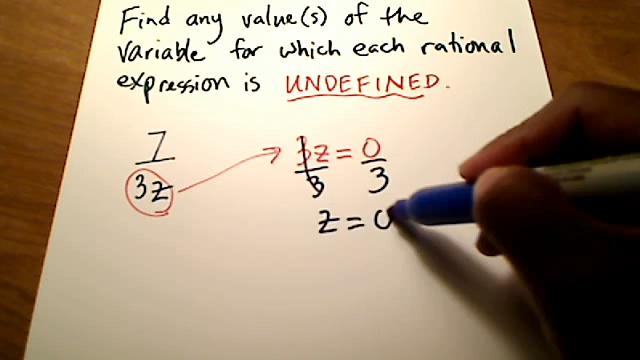 Find any value(s) of the
variable for which each rational
expression is UNDEFINED.
7
3z
3z = 0
3 3
z = 0